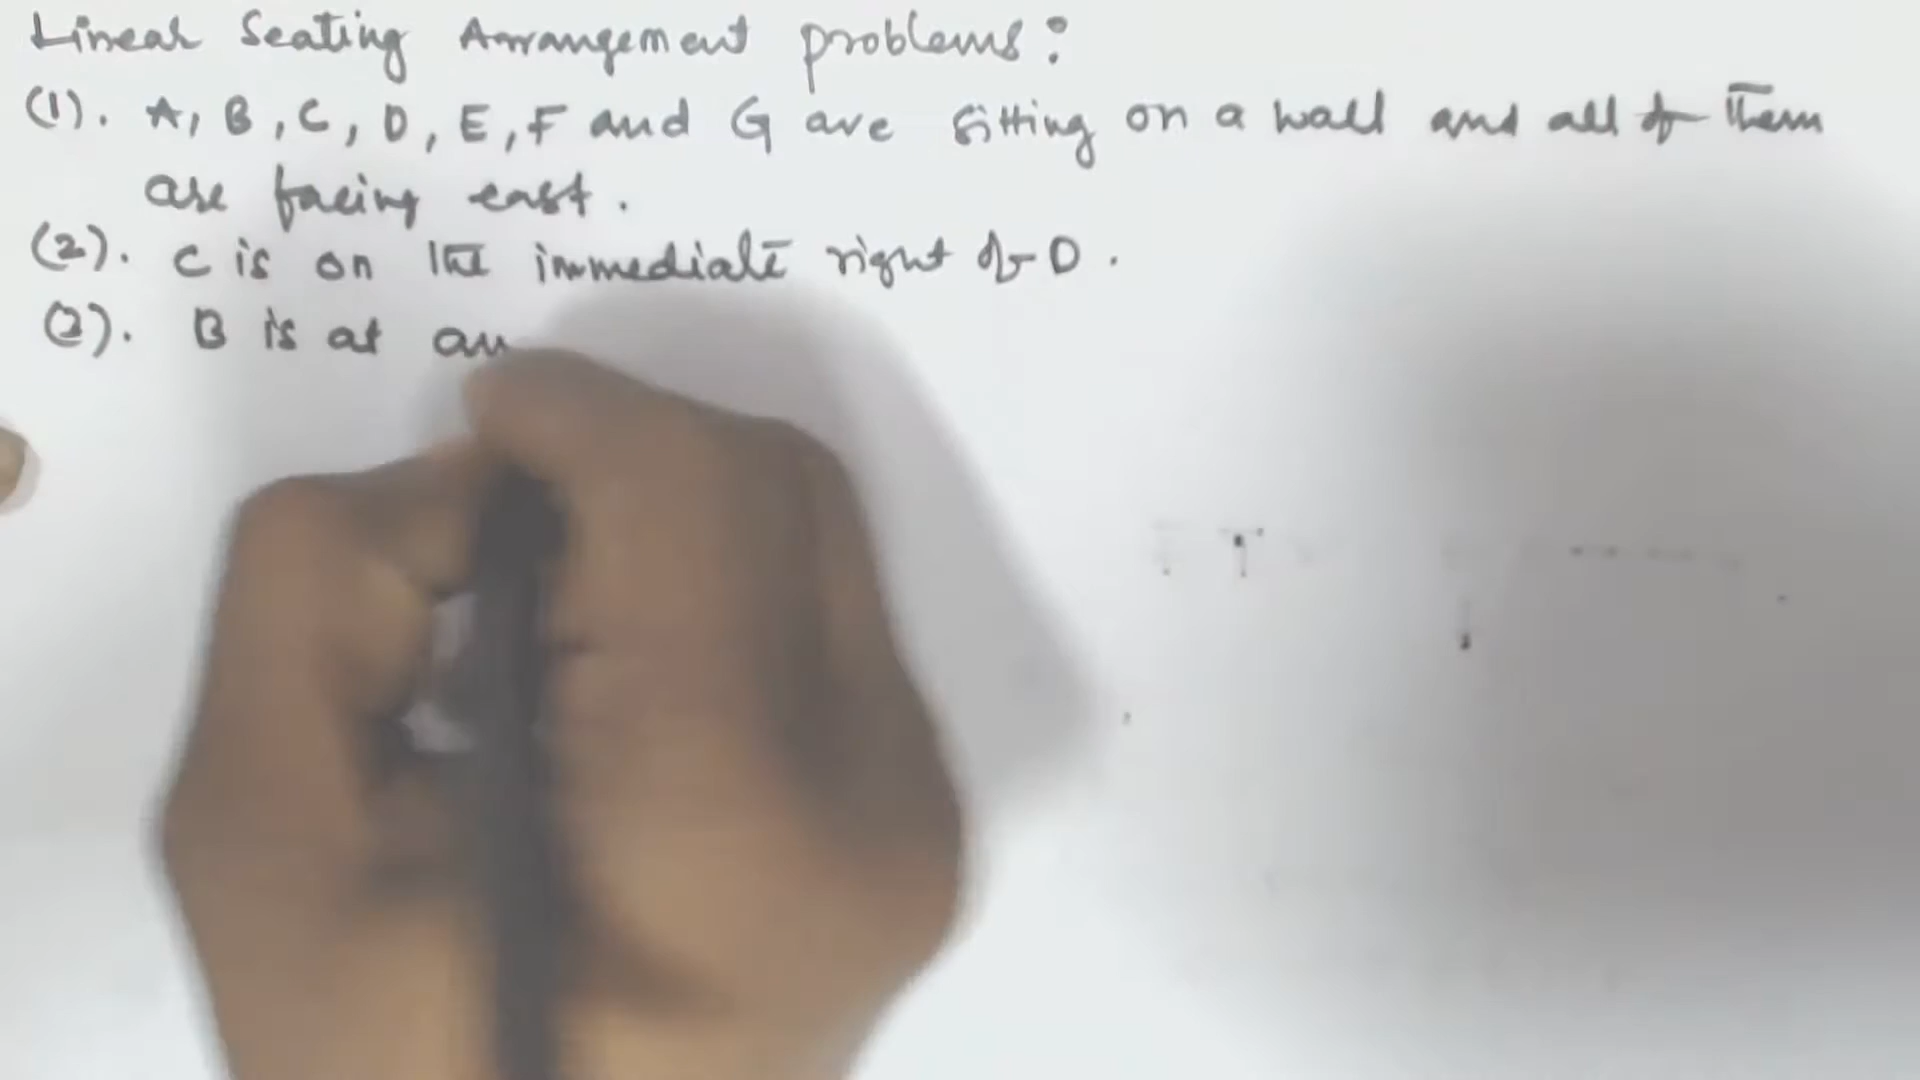 Linear Seating Arrangement problems:
(1). A, B, C, D, E, F and G are sitting on a wall and all of them
are facing east.
(2). C is on the immediate right of D.
(3). B is at an